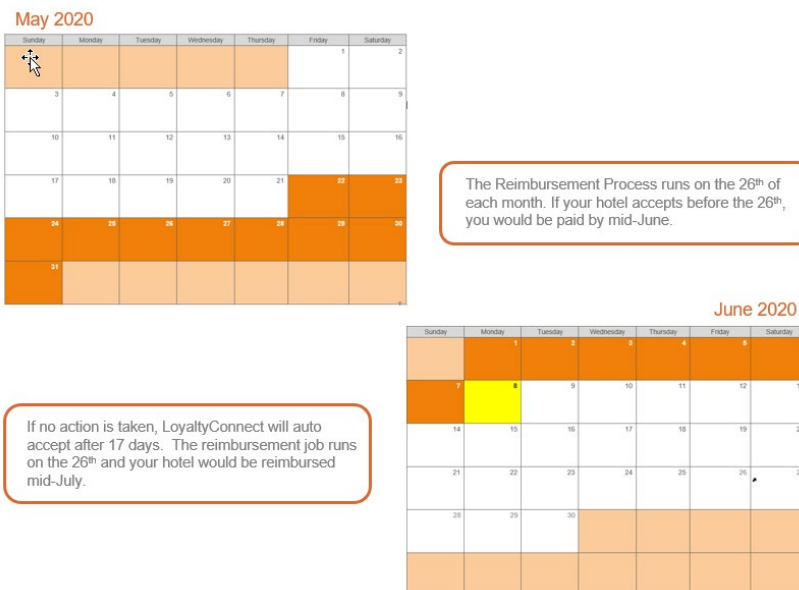 May 2020
Sunday Monday Tuesday Wednesday Thursday Friday Saturday
1 2
3 4 5 6 7 8 9
10 11 12 13 14 15 16
17 18 19 20 21 22 23
24 25 26 27 28 29 30
31
The Reimbursement Process runs on the 26th of
each month. If your hotel accepts before the 26th,
you would be paid by mid-June.
June 2020
Sunday Monday Tuesday Wednesday Thursday Friday Saturday
1 2 3 4 5
7 8 9 10 11 12
14 15 16 17 18 19
21 22 23 24 25 26
28 29 30
If no action is taken, LoyaltyConnect will auto
accept after 17 days. The reimbursement job runs
on the 26th and your hotel would be reimbursed
mid-July.